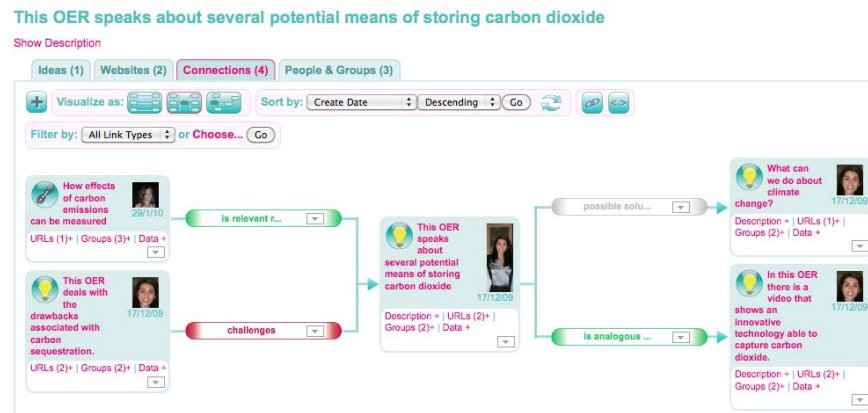 This OER speaks about several potential means of storing carbon dioxide
Show Description
Ideas (1) Websites (2) Connections (4) People & Groups (3)
Visualize as: Sort by: Create Date Descending Go
Filter by: All Link Types or Choose... Go
How effects
of carbon
emissions
can be measured
29/1/10
URLs (1)+ | Groups (3)+ | Data +
is relevant r...
This OER
deals with
the
drawbacks
associated with
carbon
sequestration.
17/12/09
URLs (2)+ | Groups (2)+ | Data +
challenges
This OER
speaks
about
several potential
means of storing
carbon dioxide
17/12/09
Description + | URLs (2)+ |
Groups (2)+ | Data +
possible solu...
What can
we do about
climate
change?
17/12/09
Description + | URLs (1)+ |
Groups (2)+ | Data +
is analogous ...
In this OER
there is a
video that
shows an
innovative
technology able to
capture carbon
dioxide.
17/12/09
Description + | URLs (2)+ |
Groups (2)+ | Data +